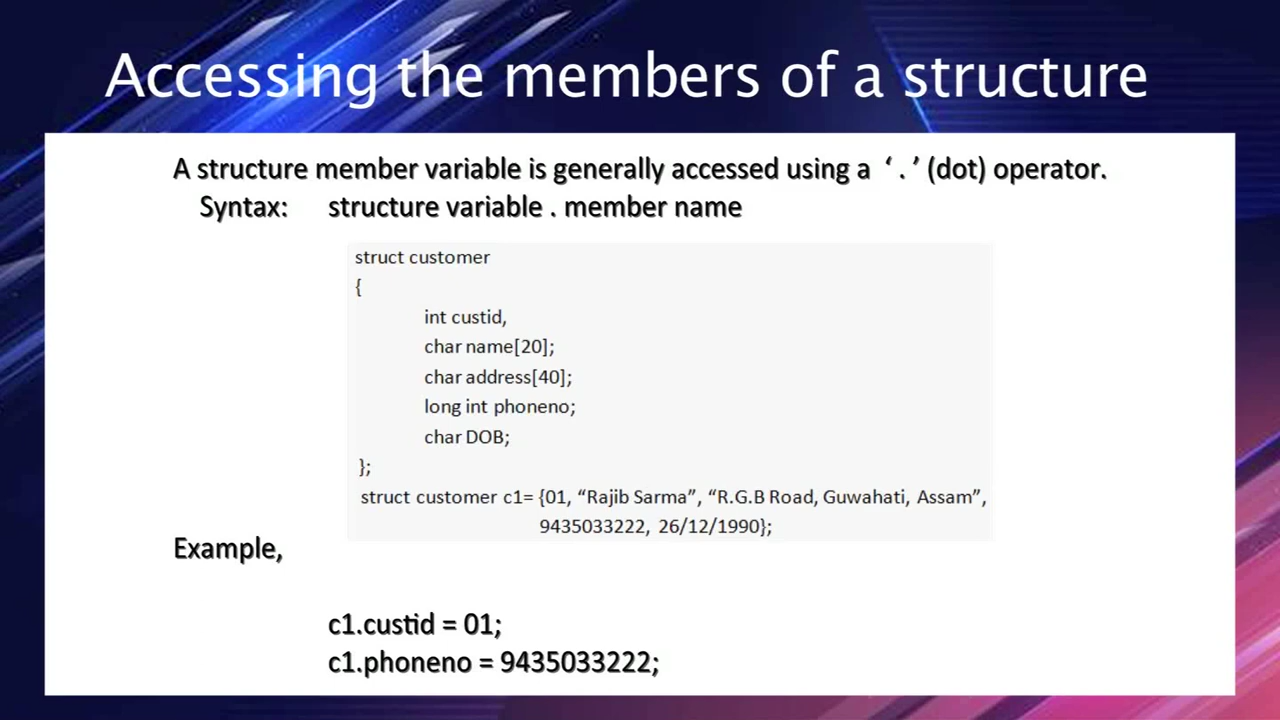 Accessing the members of a structure
A structure member variable is generally accessed using a ‘ . ’ (dot) operator.
Syntax: structure variable . member name
struct customer
{
int custid,
char name[20];
char address[40];
long int phoneno;
char DOB;
};
struct customer c1= {01, “Rajib Sarma”, “R.G.B Road, Guwahati, Assam”,
9435033222, 26/12/1990};
Example,
c1.custid = 01;
c1.phoneno = 9435033222;